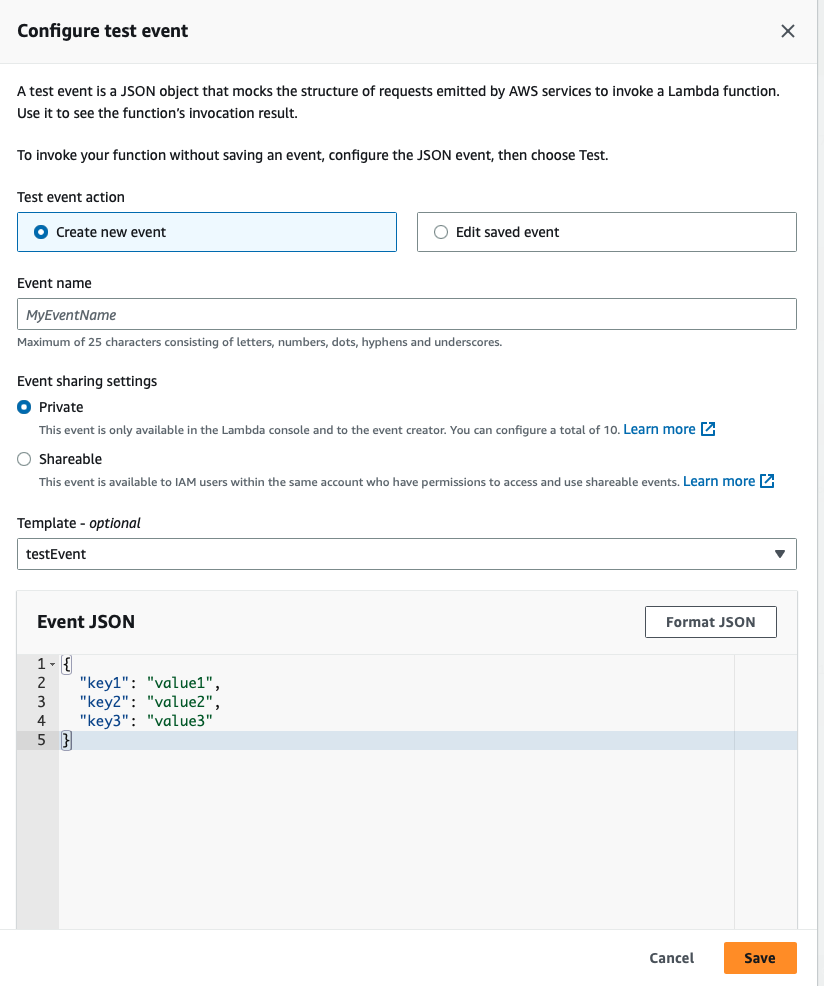 Configure test event
A test event is a JSON object that mocks the structure of requests emitted by AWS services to invoke a Lambda function.
Use it to see the function's invocation result.
To invoke your function without saving an event, configure the JSON event, then choose Test.
Test event action
Create new event
Edit saved event
Event name
MyEventName
Maximum of 25 characters consisting of letters, numbers, dots, hyphens and underscores.
Event sharing settings
Private
This event is only available in the Lambda console and to the event creator. You can configure a total of 10. Learn more
Shareable
This event is available to IAM users within the same account who have permissions to access and use shareable events. Learn more
Template - optional
testEvent
Event JSON
Format JSON
1 {
2 "key1": "value1",
3 "key2": "value2",
4 "key3": "value3"
5 }
Cancel
Save